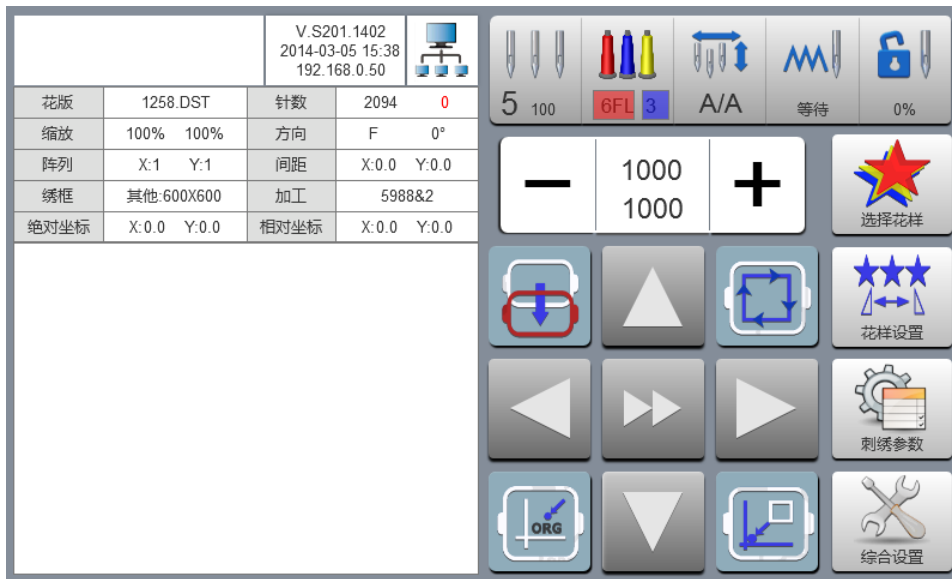 V.S201.1402
2014-03-05 15:38
192.168.0.50
花版 1258.DST 针数 2094 0
缩放 100% 100% 方向 F 0°
阵列 X:1 Y:1 间距 X:0.0 Y:0.0
绣框 其他:600X600 加工 5988&2
绝对坐标 X:0.0 Y:0.0 相对坐标 X:0.0 Y:0.0
5 100 6FL 3 A/A 等待 0%
1000
1000
选择花样
花样设置
刺绣参数
ORG
综合设置